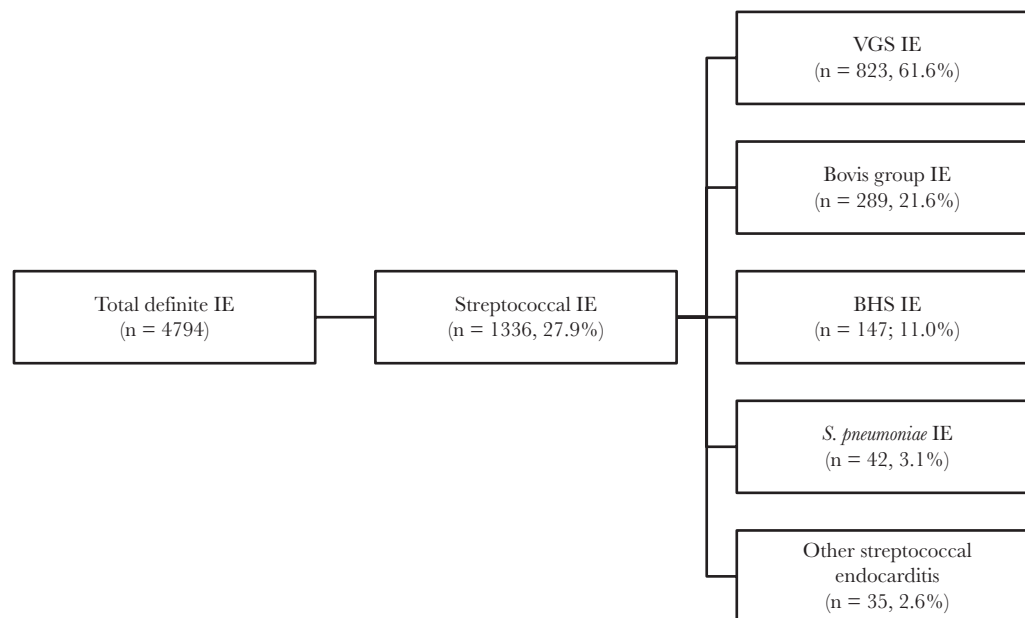 VGS IE
(n = 823, 61.6%)
Bovis group IE
(n = 289, 21.6%)
Total definite IE
(n = 4794)
Streptococcal IE
(n = 1336, 27.9%)
BHS IE
(n = 147; 11.0%)
S. pneumoniae IE
(n = 42, 3.1%)
Other streptococcal
endocarditis
(n = 35, 2.6%)